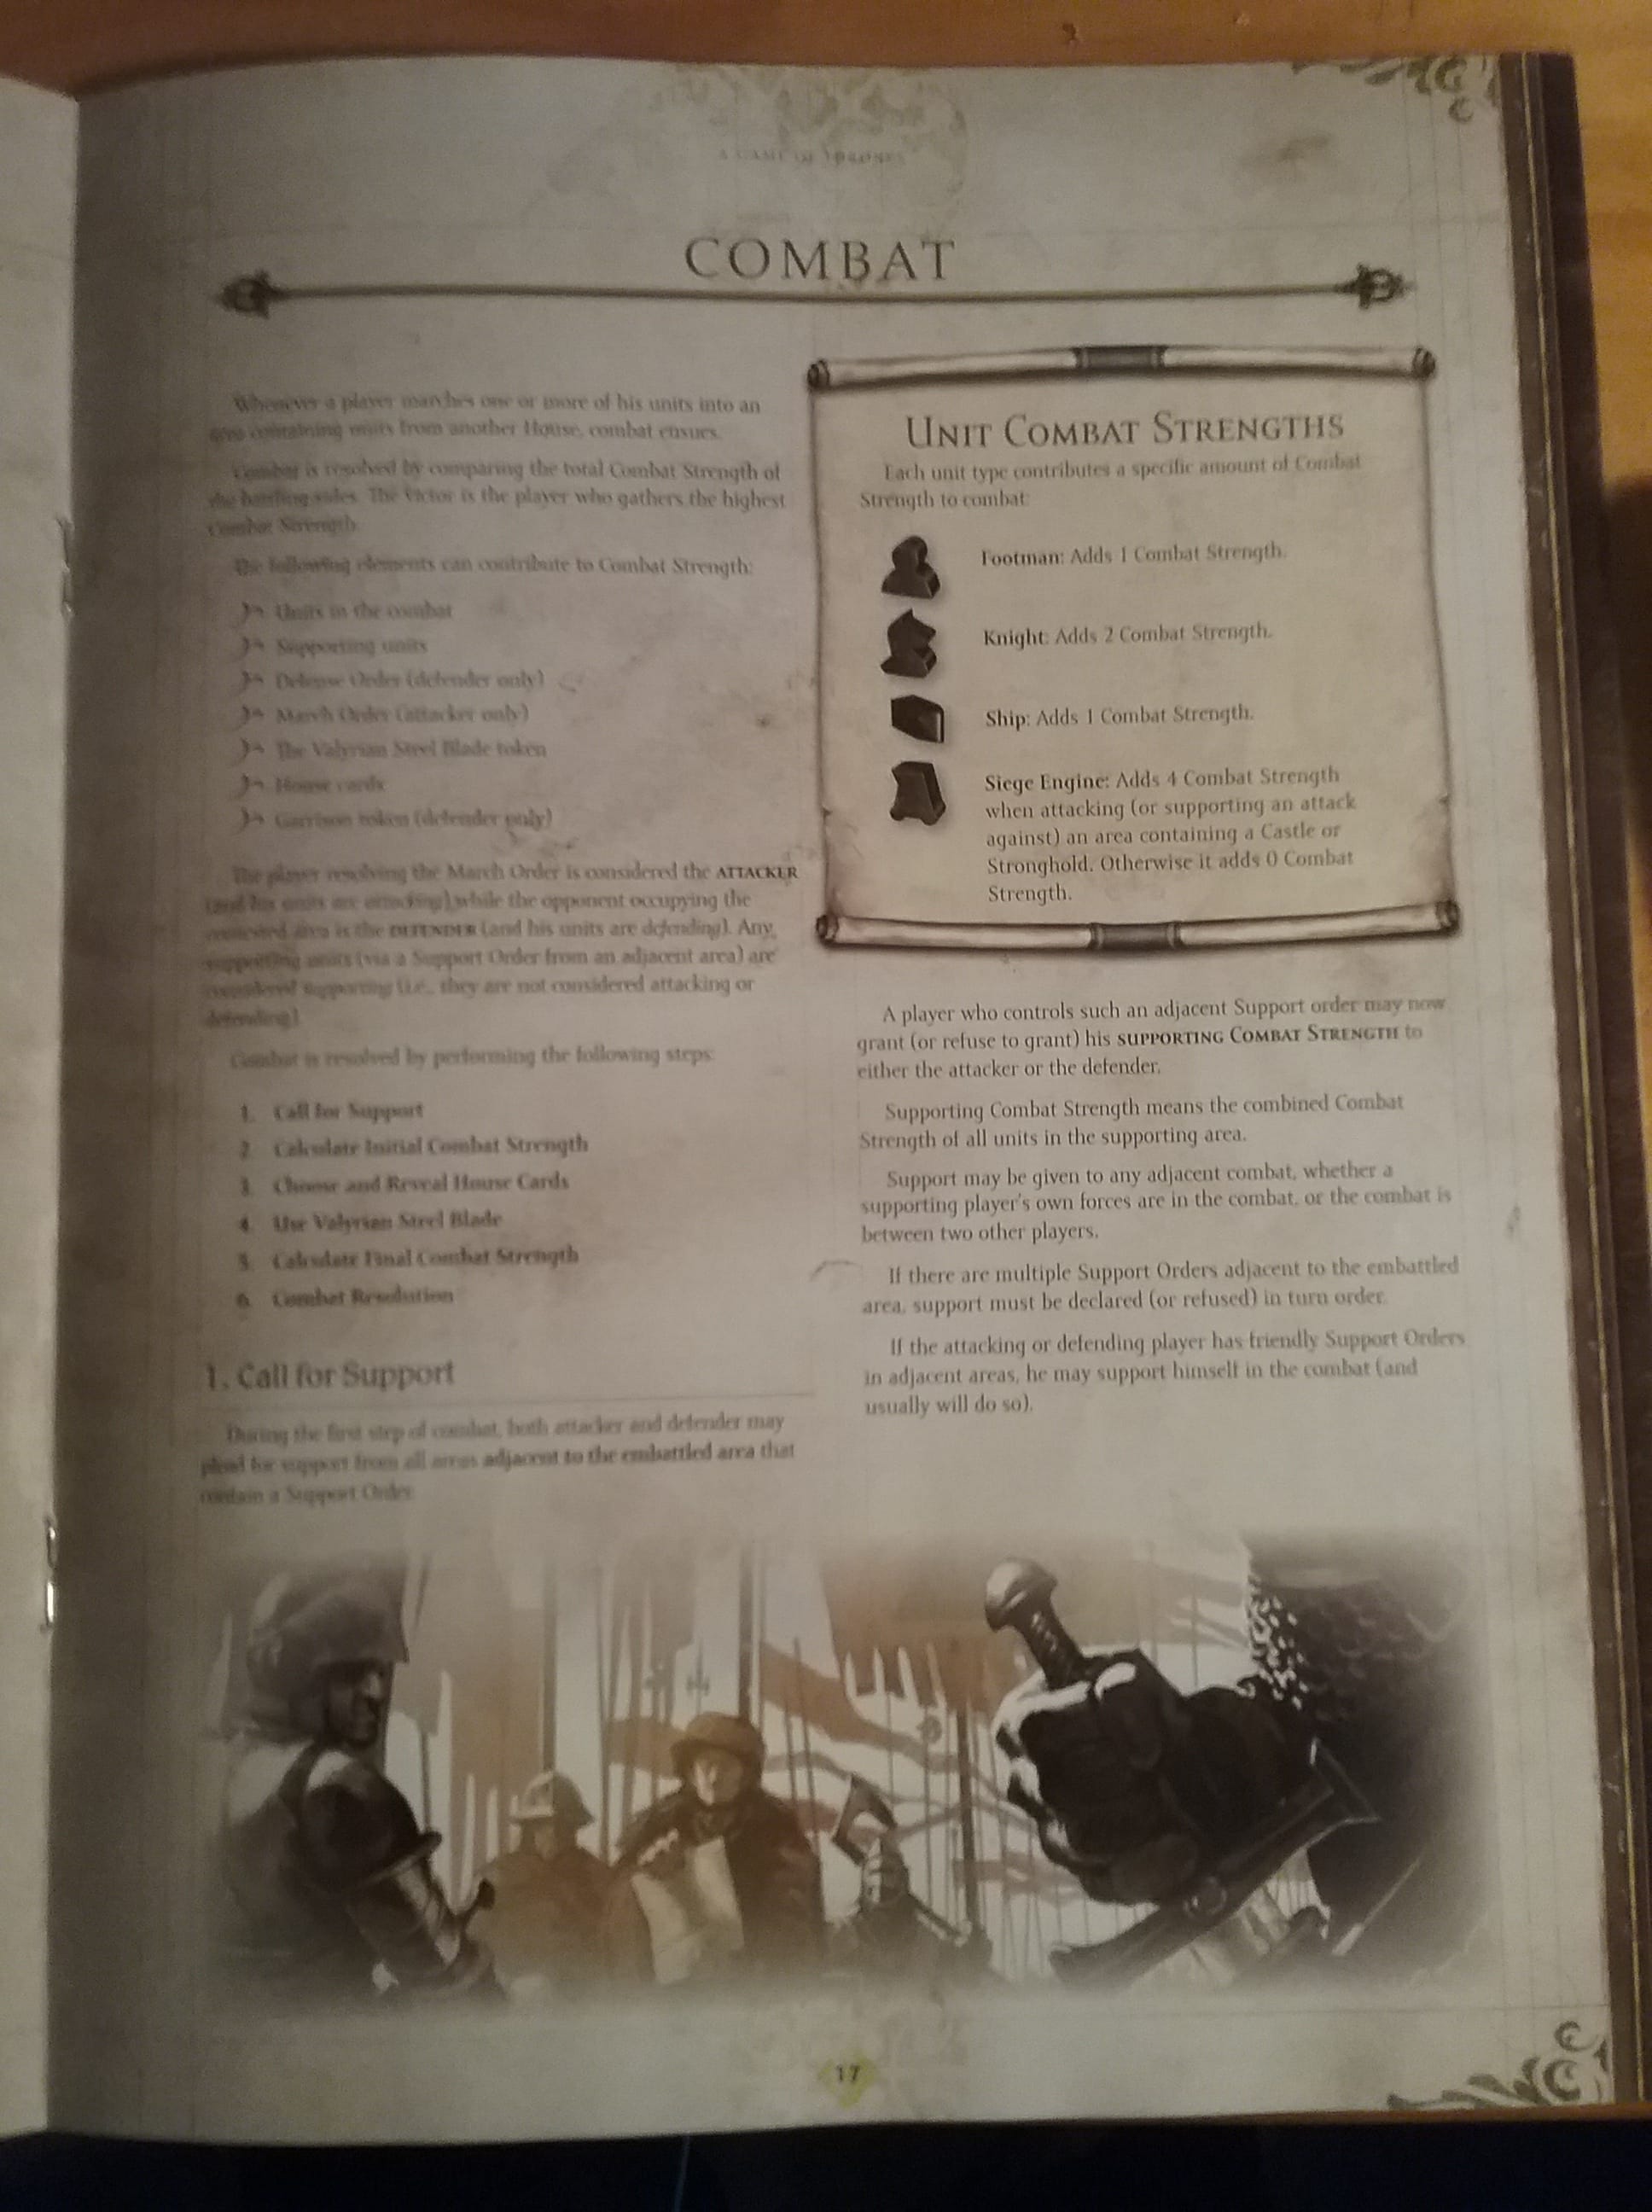 A GAME OF THRONES
COMBAT
Whenever a player marches one or more of his units into an
area containing units from another House, combat ensues.
Combat is resolved by comparing the total Combat Strength of
the battling sides. The victor is the player who gathers the highest
Combat Strength.
The following elements can contribute to Combat Strength:
Units in the combat
Supporting units
Defense Order (defender only)
March Order (attacker only)
The Valyrian Steel Blade token
House cards
Garrison token (defender only)
The player resolving the March Order is considered the ATTACKER
(and his units are attacking) while the opponent occupying the
contested area is the DEFENDER (and his units are defending). Any
supporting units (via a Support Order from an adjacent area) are
considered supporting (i.e., they are not considered attacking or
defending).
Combat is resolved by performing the following steps:
1. Call for Support
2. Calculate Initial Combat Strength
3. Choose and Reveal House Cards
4. Use Valyrian Steel Blade
5. Calculate Final Combat Strength
6. Combat Resolution
1. Call for Support
During the first step of combat, both attacker and defender may
plead for support from all areas adjacent to the embattled area that
contain a Support Order.
UNIT COMBAT STRENGTHS
Each unit type contributes a specific amount of Combat
Strength to combat:
Footman: Adds 1 Combat Strength.
Knight: Adds 2 Combat Strength.
Ship: Adds 1 Combat Strength.
Siege Engine: Adds 4 Combat Strength
when attacking (or supporting an attack
against) an area containing a Castle or
Stronghold. Otherwise it adds 0 Combat
Strength.
A player who controls such an adjacent Support order may now
grant (or refuse to grant) his SUPPORTING COMBAT STRENGTH to
either the attacker or the defender.
Supporting Combat Strength means the combined Combat
Strength of all units in the supporting area.
Support may be given to any adjacent combat, whether a
supporting player's own forces are in the combat, or the combat is
between two other players.
If there are multiple Support Orders adjacent to the embattled
area, support must be declared (or refused) in turn order.
If the attacking or defending player has friendly Support Orders
in adjacent areas, he may support himself in the combat (and
usually will do so).
17